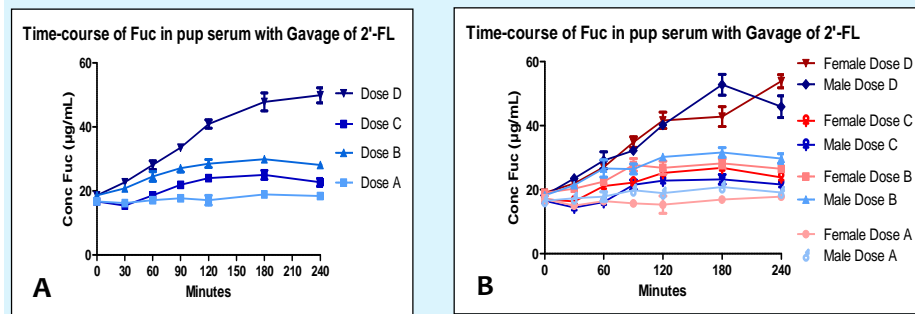 Time-course of Fuc in pup serum with Gavage of 2'-FL
60
40
20
0
Conc Fuc (µg/mL)
0 30 60 90 120 150 180 210 240
Minutes
Dose D
Dose C
Dose B
Dose A
A
Time-course of Fuc in pup serum with Gavage of 2'-FL
60
40
20
0
Conc Fuc (µg/mL)
0 60 120 180 240
Minutes
Female Dose D
Male Dose D
Female Dose C
Male Dose C
Female Dose B
Male Dose B
Female Dose A
Male Dose A
B